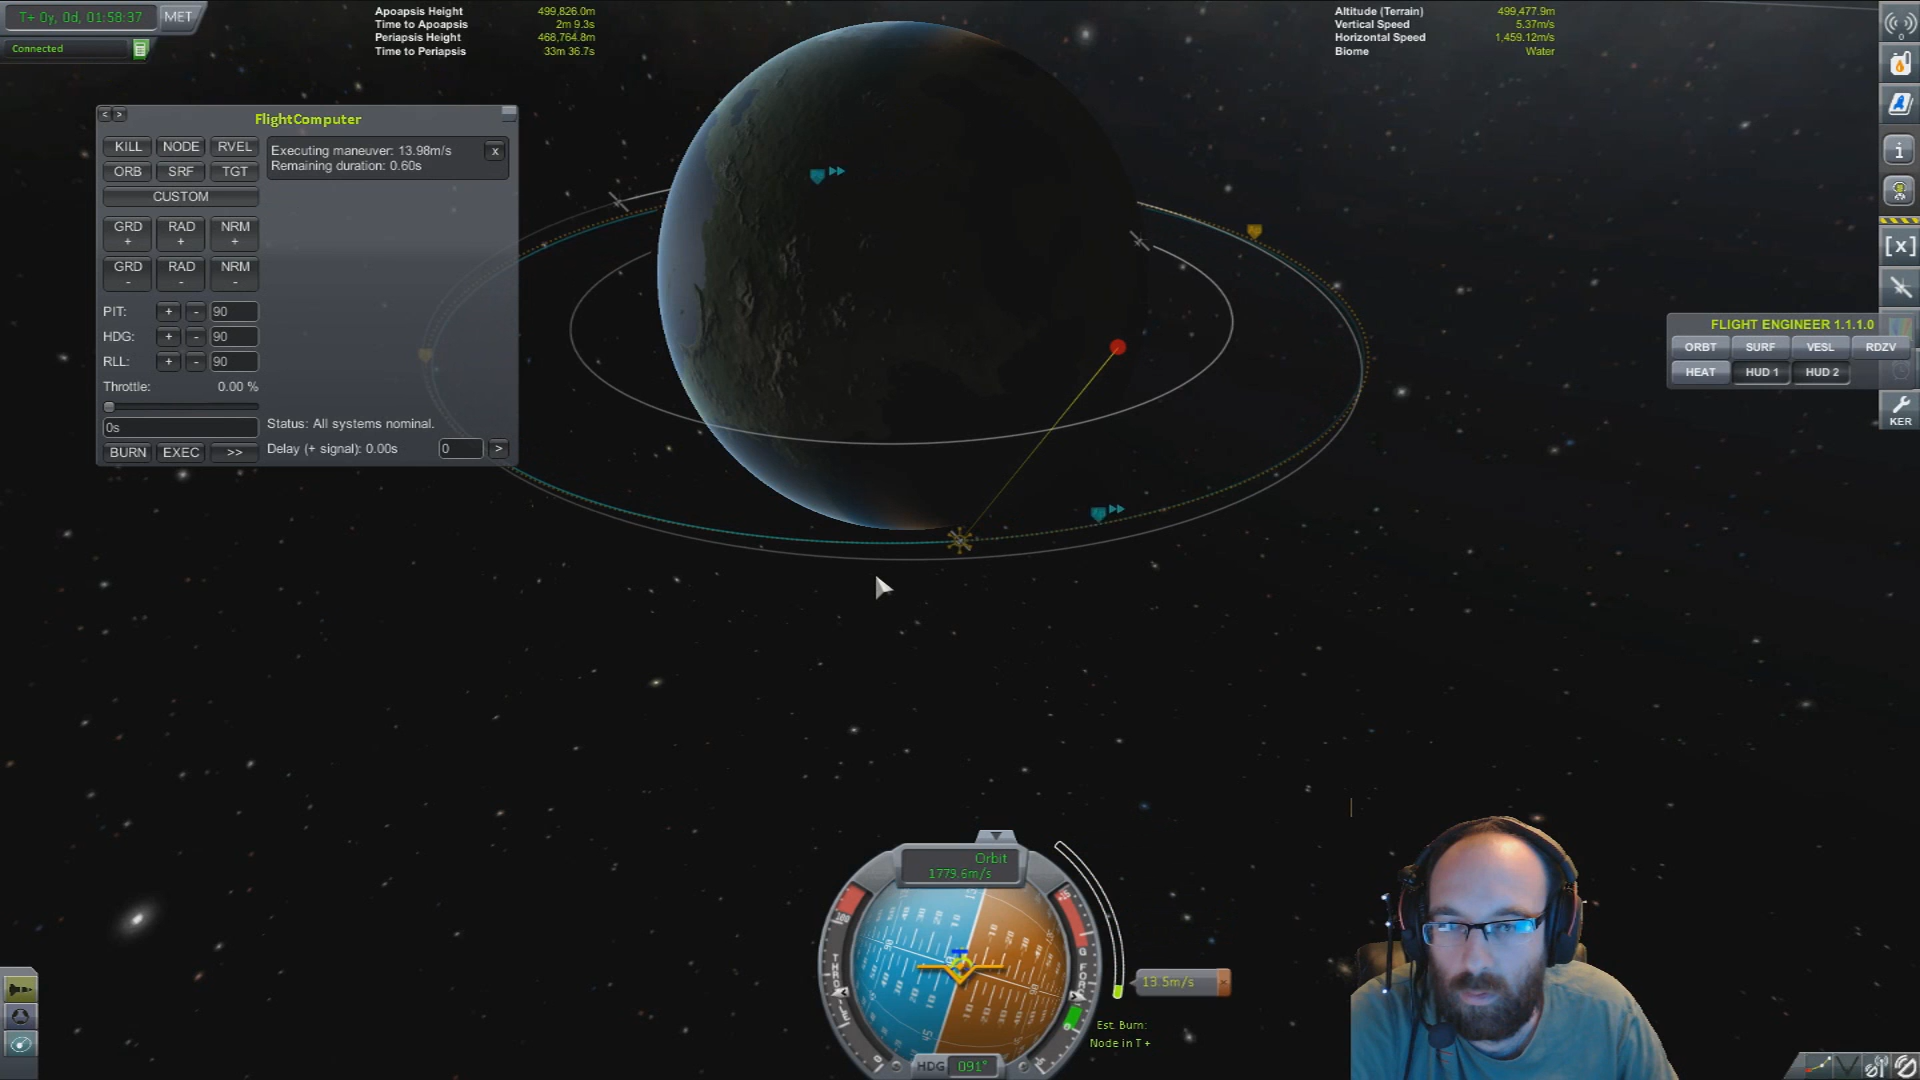 T+ 0y, 0d, 01:58:37 MET
Connected
Apoapsis Height 499,826.0m
Time to Apoapsis 2m 9.3s
Periapsis Height 468,764.8m
Time to Periapsis 33m 36.7s
Altitude (Terrain) 499,477.9m
Vertical Speed 5.37m/s
Horizontal Speed 1,459.12m/s
Biome Water
< > FlightComputer
KILL NODE RVEL
ORB SRF TGT
CUSTOM
GRD + RAD + NRM +
GRD - RAD - NRM -
PIT: + - 90
HDG: + - 90
RLL: + - 90
Throttle: 0.00 %
0s
BURN EXEC >>
Executing maneuver: 13.98m/s x
Remaining duration: 0.60s
Status: All systems nominal.
Delay (+ signal): 0.00s 0 >
FLIGHT ENGINEER 1.1.1.0
ORBT SURF VESL RDZV
HEAT HUD 1 HUD 2
[x]
KER
Orbit
1779.6m/s
13.5m/s
Est. Burn:
Node in T +
HDG 091°